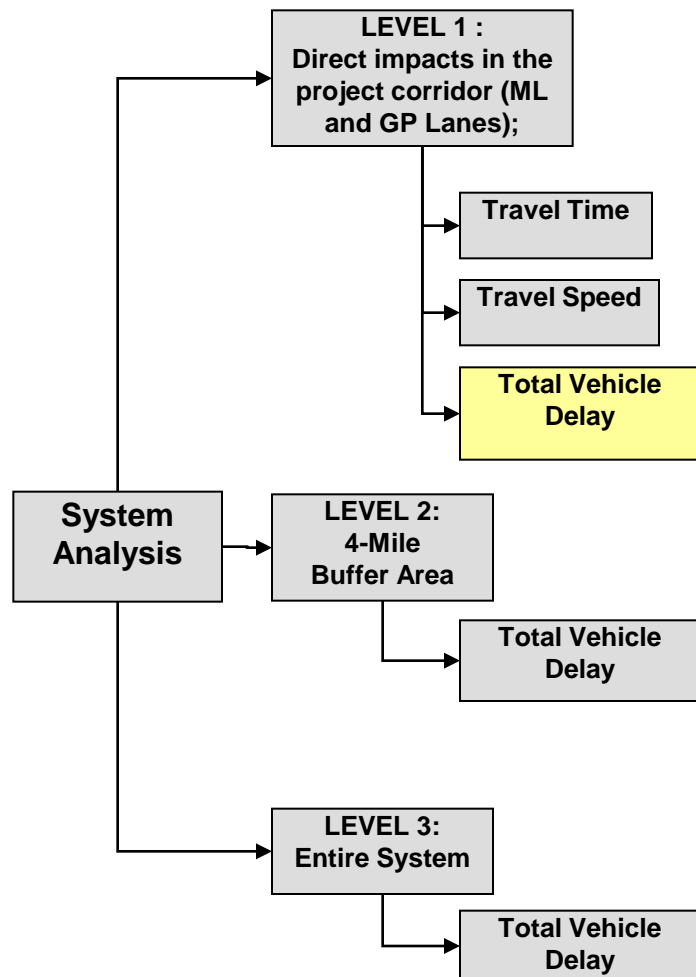 LEVEL 1 :
Direct impacts in the
project corridor (ML
and GP Lanes);
Travel Time
Travel Speed
Total Vehicle
Delay
System
Analysis
LEVEL 2:
4-Mile
Buffer Area
Total Vehicle
Delay
LEVEL 3:
Entire System
Total Vehicle
Delay